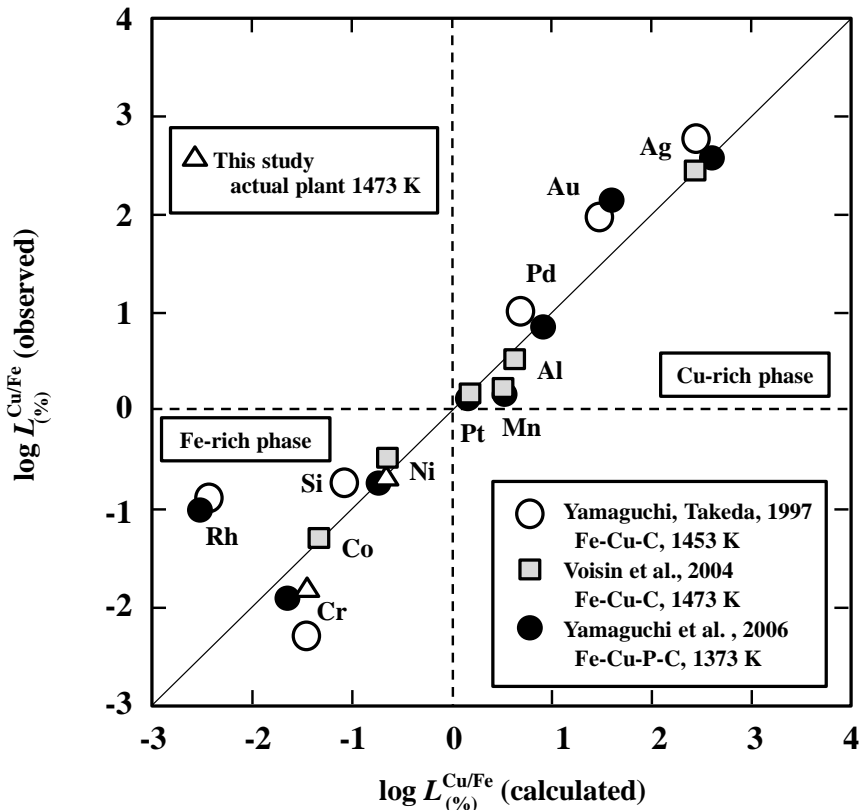 4
3
2
1
0
-1
-2
-3
log L Cu/Fe (%) (observed)
This study
actual plant 1473 K
Ag
Au
Pd
Al
Cu-rich phase
Pt
Mn
Fe-rich phase
Si
Ni
Rh
Co
Cr
Yamaguchi, Takeda, 1997
Fe-Cu-C, 1453 K
Voisin et al., 2004
Fe-Cu-C, 1473 K
Yamaguchi et al. , 2006
Fe-Cu-P-C, 1373 K
-3 -2 -1 0 1 2 3 4
log L Cu/Fe (%) (calculated)